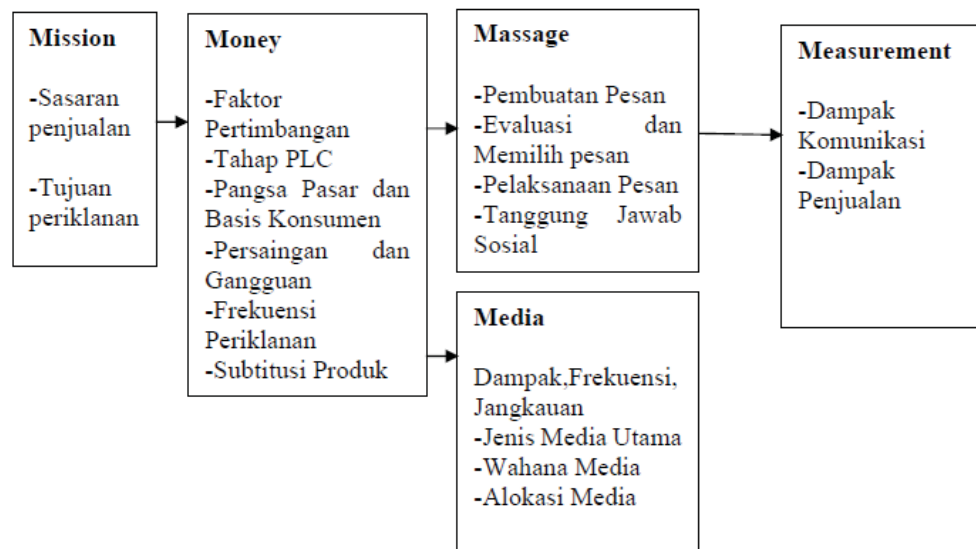 Mission
-Sasaran
penjualan
-Tujuan
periklanan
Money
-Faktor
Pertimbangan
-Tahap PLC
-Pangsa Pasar dan
Basis Konsumen
-Persaingan dan
Gangguan
-Frekuensi
Periklanan
-Subtitusi Produk
Massage
-Pembuatan Pesan
-Evaluasi dan
Memilih pesan
-Pelaksanaan Pesan
-Tanggung Jawab
Sosial
Media
Dampak,Frekuensi,
Jangkauan
-Jenis Media Utama
-Wahana Media
-Alokasi Media
Measurement
-Dampak
Komunikasi
-Dampak
Penjualan